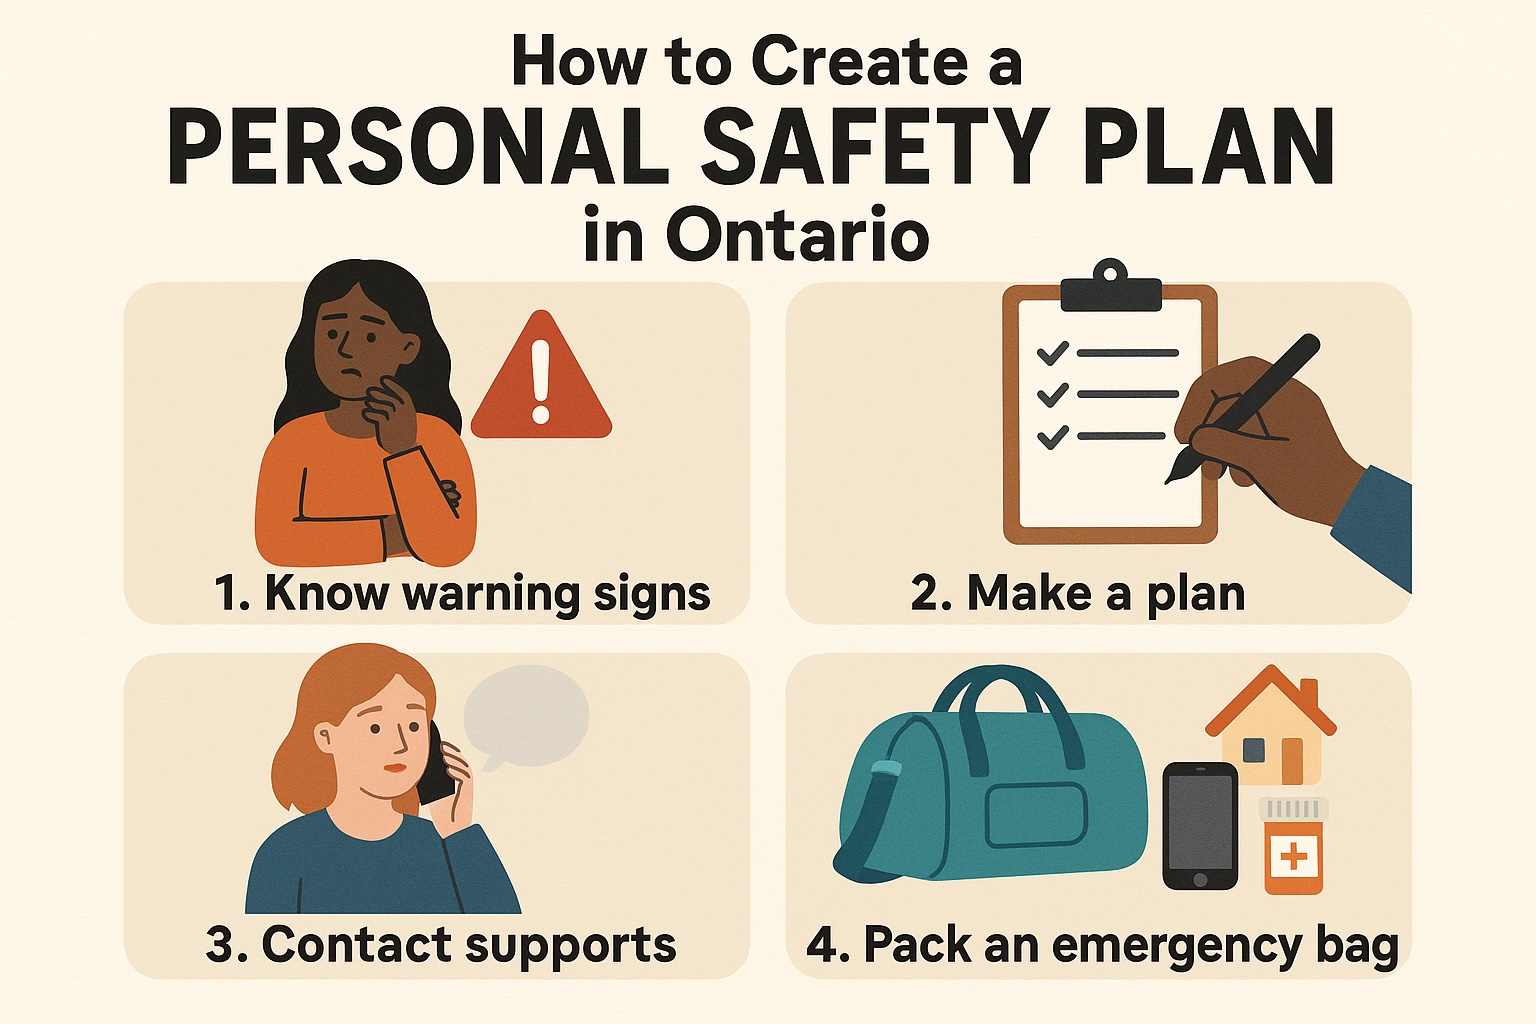 How to Create a
PERSONAL SAFETY PLAN
in Ontario
1. Know warning signs
2. Make a plan
3. Contact supports
4. Pack an emergency bag